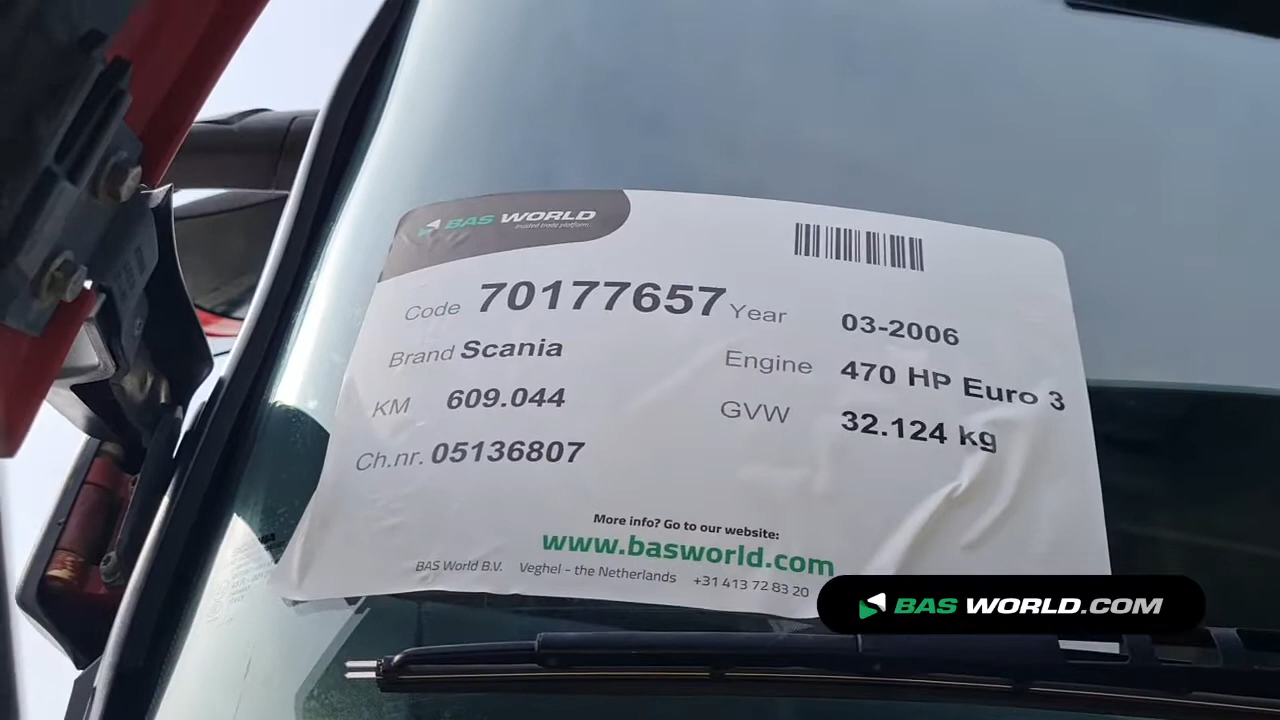 BAS WORLD
trusted trade platform
Code 70177657 Year 03-2006
Brand Scania Engine 470 HP Euro 3
KM 609.044 GVW 32.124 kg
Ch.nr. 05136807
More info? Go to our website:
www.basworld.com
BAS World B.V. Veghel - the Netherlands +31 413 72 83 20
BAS WORLD.COM